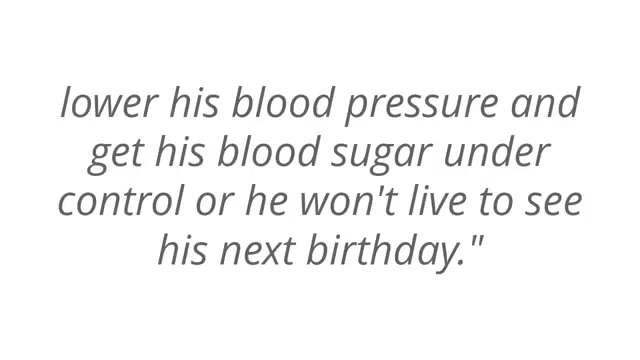 lower his blood pressure and
get his blood sugar under
control or he won't live to see
his next birthday."